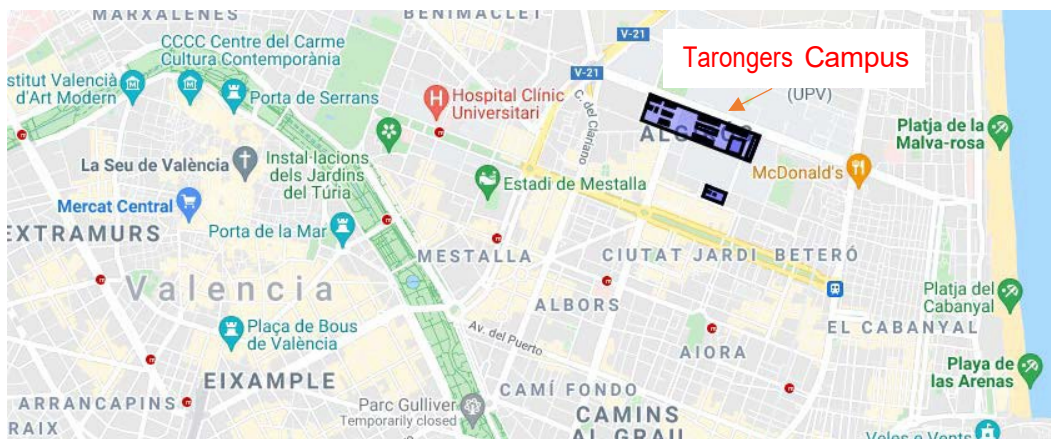 MARXALENES
BENIMACLET
CCCC Centre del Carme
Cultura Contemporània
V-21
Tarongers Campus
(UPV)
stitut Valencià
d'Art Modern
Porta de Serrans
V-21
C. del Clariano
Hospital Clínic
Universitari
ALG
Platja de la
Malva-rosa
La Seu de València
Instal·lacions
dels Jardins
del Túria
Estadi de Mestalla
McDonald's
Mercat Central
EXTRAMURS
Porta de la Mar
MESTALLA
CIUTAT JARDI
BETERÓ
Valencia
ALBORS
Platja del
Cabanyal
Plaça de Bous
de València
Av. del Puerto
EL CABANYAL
AIORA
EIXAMPLE
Playa de
las Arenas
ARRANCAPINS
Parc Gulliver
Temporarily closed
CAMÍ FONDO
CAMINS
AL GRAU
RAIX
Veles e Vents